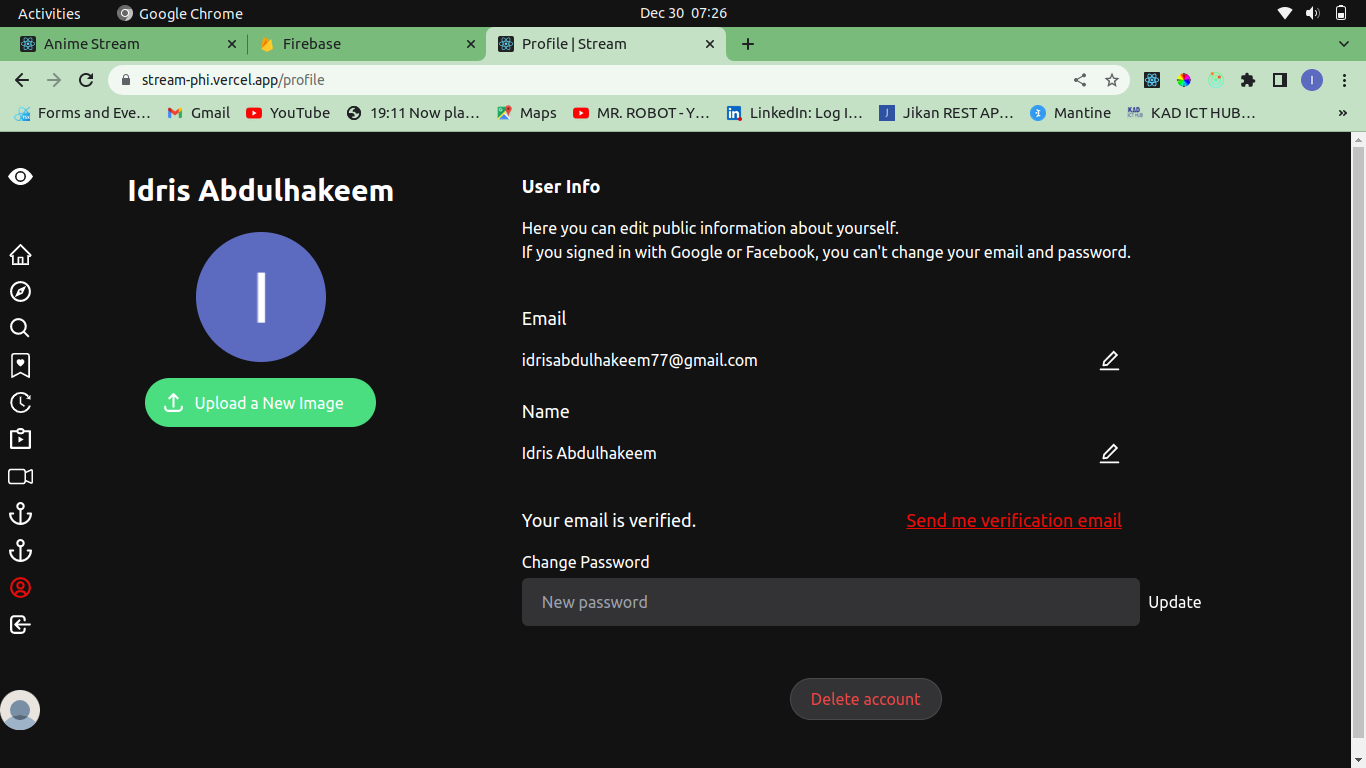 Activities
Google Chrome
Dec 30 07:26
Anime Stream
Firebase
Profile | Stream
stream-phi.vercel.app/profile
I
Forms and Eve...
Gmail
YouTube
19:11 Now pla...
Maps
MR. ROBOT - Y...
LinkedIn: Log I...
J
Jikan REST AP...
Mantine
KAD ICT HUB...
»
Idris Abdulhakeem
I
Upload a New Image
User Info
Here you can edit public information about yourself.
If you signed in with Google or Facebook, you can't change your email and password.
Email
idrisabdulhakeem77@gmail.com
Name
Idris Abdulhakeem
Your email is verified.
Send me verification email
Change Password
New password
Update
Delete account